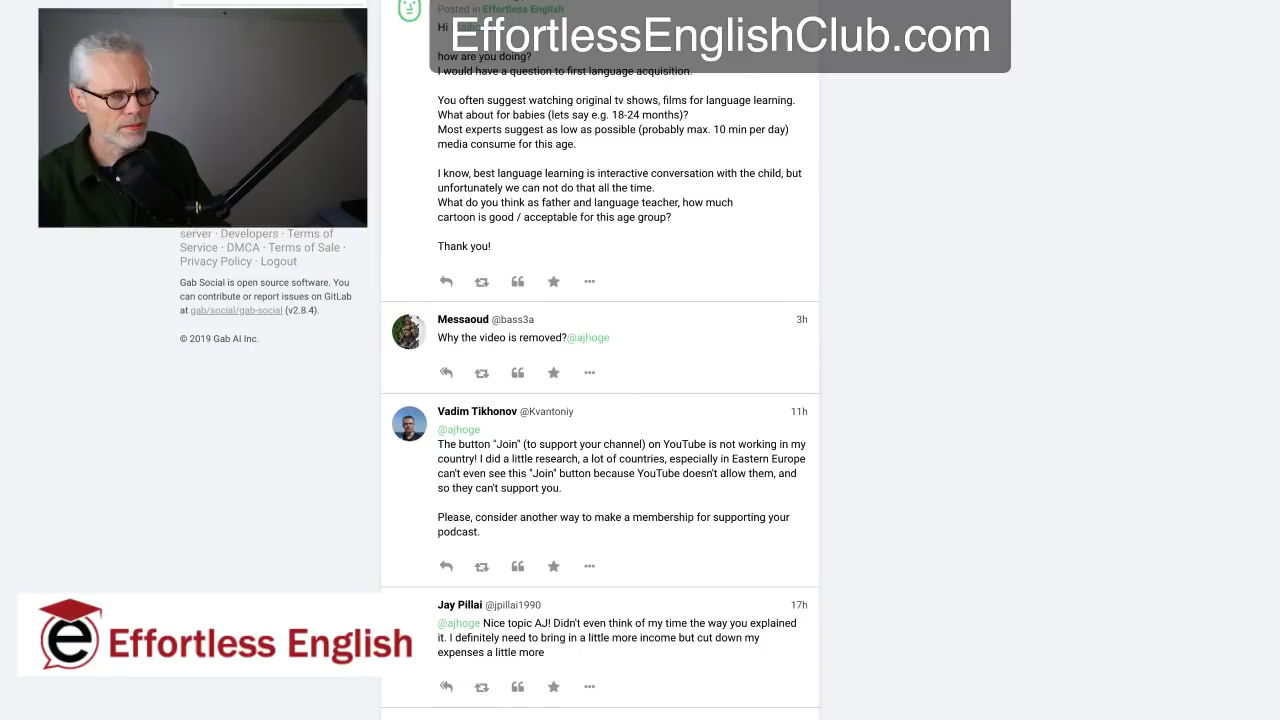 EffortlessEnglishClub.com
Posted in Effortless English
Hi
how are you doing?
I would have a question to first language acquisition.
You often suggest watching original tv shows, films for language learning.
What about for babies (lets say e.g. 18-24 months)?
Most experts suggest as low as possible (probably max. 10 min per day)
media consume for this age.
I know, best language learning is interactive conversation with the child, but
unfortunately we can not do that all the time.
What do you think as father and language teacher, how much
cartoon is good / acceptable for this age group?
Thank you!
server · Developers · Terms of
Service · DMCA · Terms of Sale ·
Privacy Policy · Logout
Gab Social is open source software. You
can contribute or report issues on GitLab
at gab/social/gab-social (v2.8.4).
© 2019 Gab AI Inc.
Messaoud @bass3a 3h
Why the video is removed?@ajhoge
Vadim Tikhonov @Kvantoniy 11h
@ajhoge
The button "Join" (to support your channel) on YouTube is not working in my
country! I did a little research, a lot of countries, especially in Eastern Europe
can't even see this "Join" button because YouTube doesn't allow them, and
so they can't support you.
Please, consider another way to make a membership for supporting your
podcast.
Jay Pillai @jpillai1990 17h
@ajhoge Nice topic AJ! Didn't even think of my time the way you explained
it. I definitely need to bring in a little more income but cut down my
expenses a little more
e Effortless English